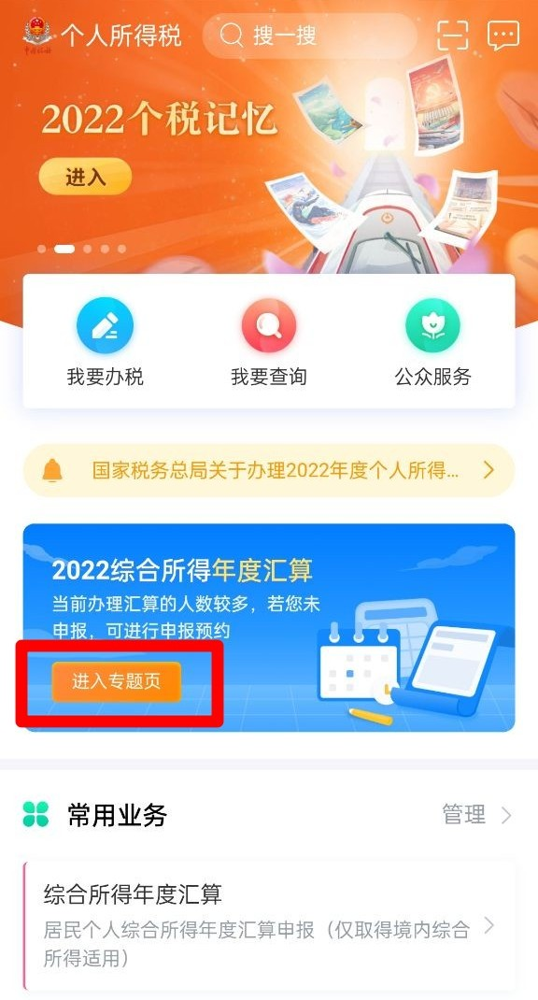 个人所得税
搜一搜
2022个税记忆
进入
我要办税
我要查询
公众服务
国家税务总局关于办理2022年度个人所得...
2022综合所得年度汇算
当前办理汇算的人数较多，若您未
申报，可进行申报预约
进入专题页
常用业务
管理
综合所得年度汇算
居民个人综合所得年度汇算申报（仅取得境内综合
所得适用）